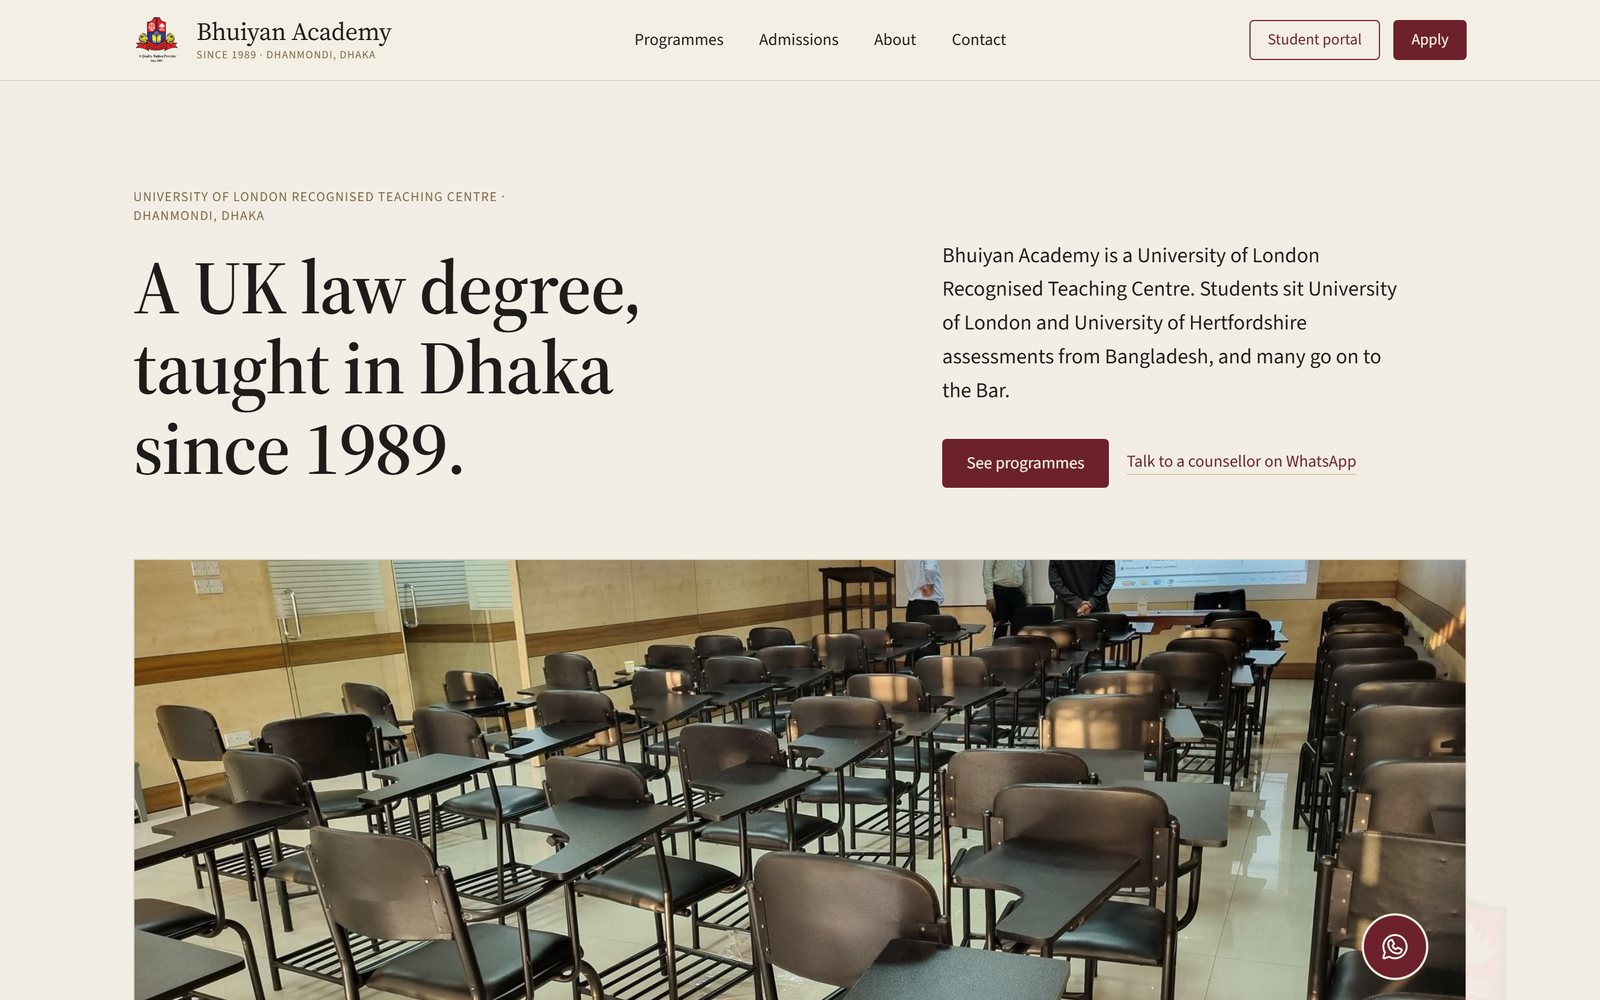 Bhuiyan Academy
SINCE 1989 · DHANMONDI, DHAKA
Programmes
Admissions
About
Contact
Student portal
Apply
UNIVERSITY OF LONDON RECOGNISED TEACHING CENTRE ·
DHANMONDI, DHAKA
A UK law degree,
taught in Dhaka
since 1989.
Bhuiyan Academy is a University of London
Recognised Teaching Centre. Students sit University
of London and University of Hertfordshire
assessments from Bangladesh, and many go on to
the Bar.
See programmes
Talk to a counsellor on WhatsApp